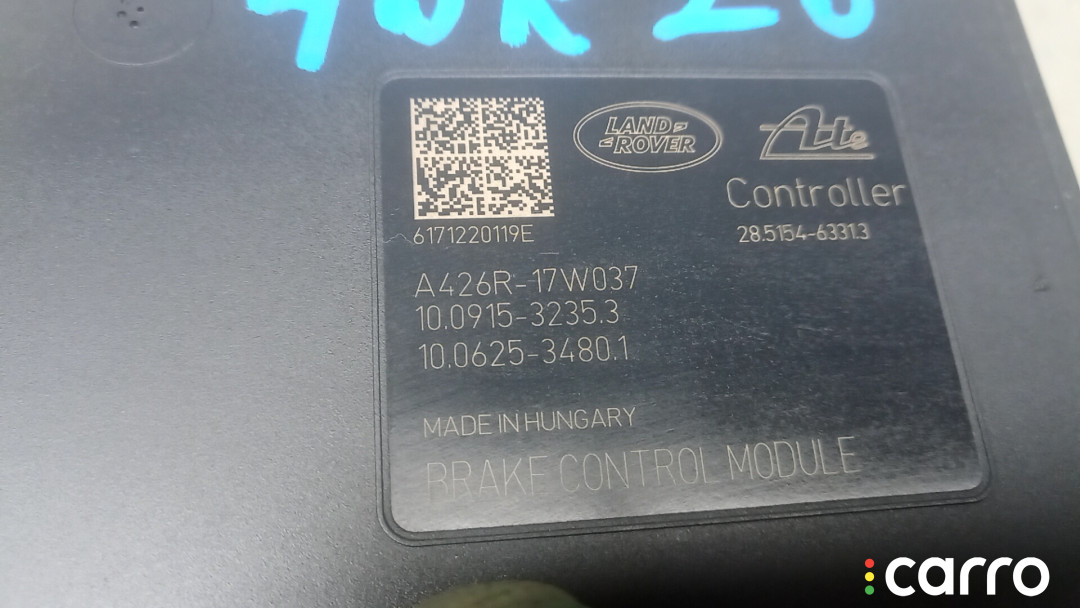 LAND
ROVER
Ate
Controller
6171220119E
28.5154-6331.3
A426R-17W037
10.0915-3235.3
10.0625-3480.1
MADE IN HUNGARY
BRAKE CONTROL MODULE
carro